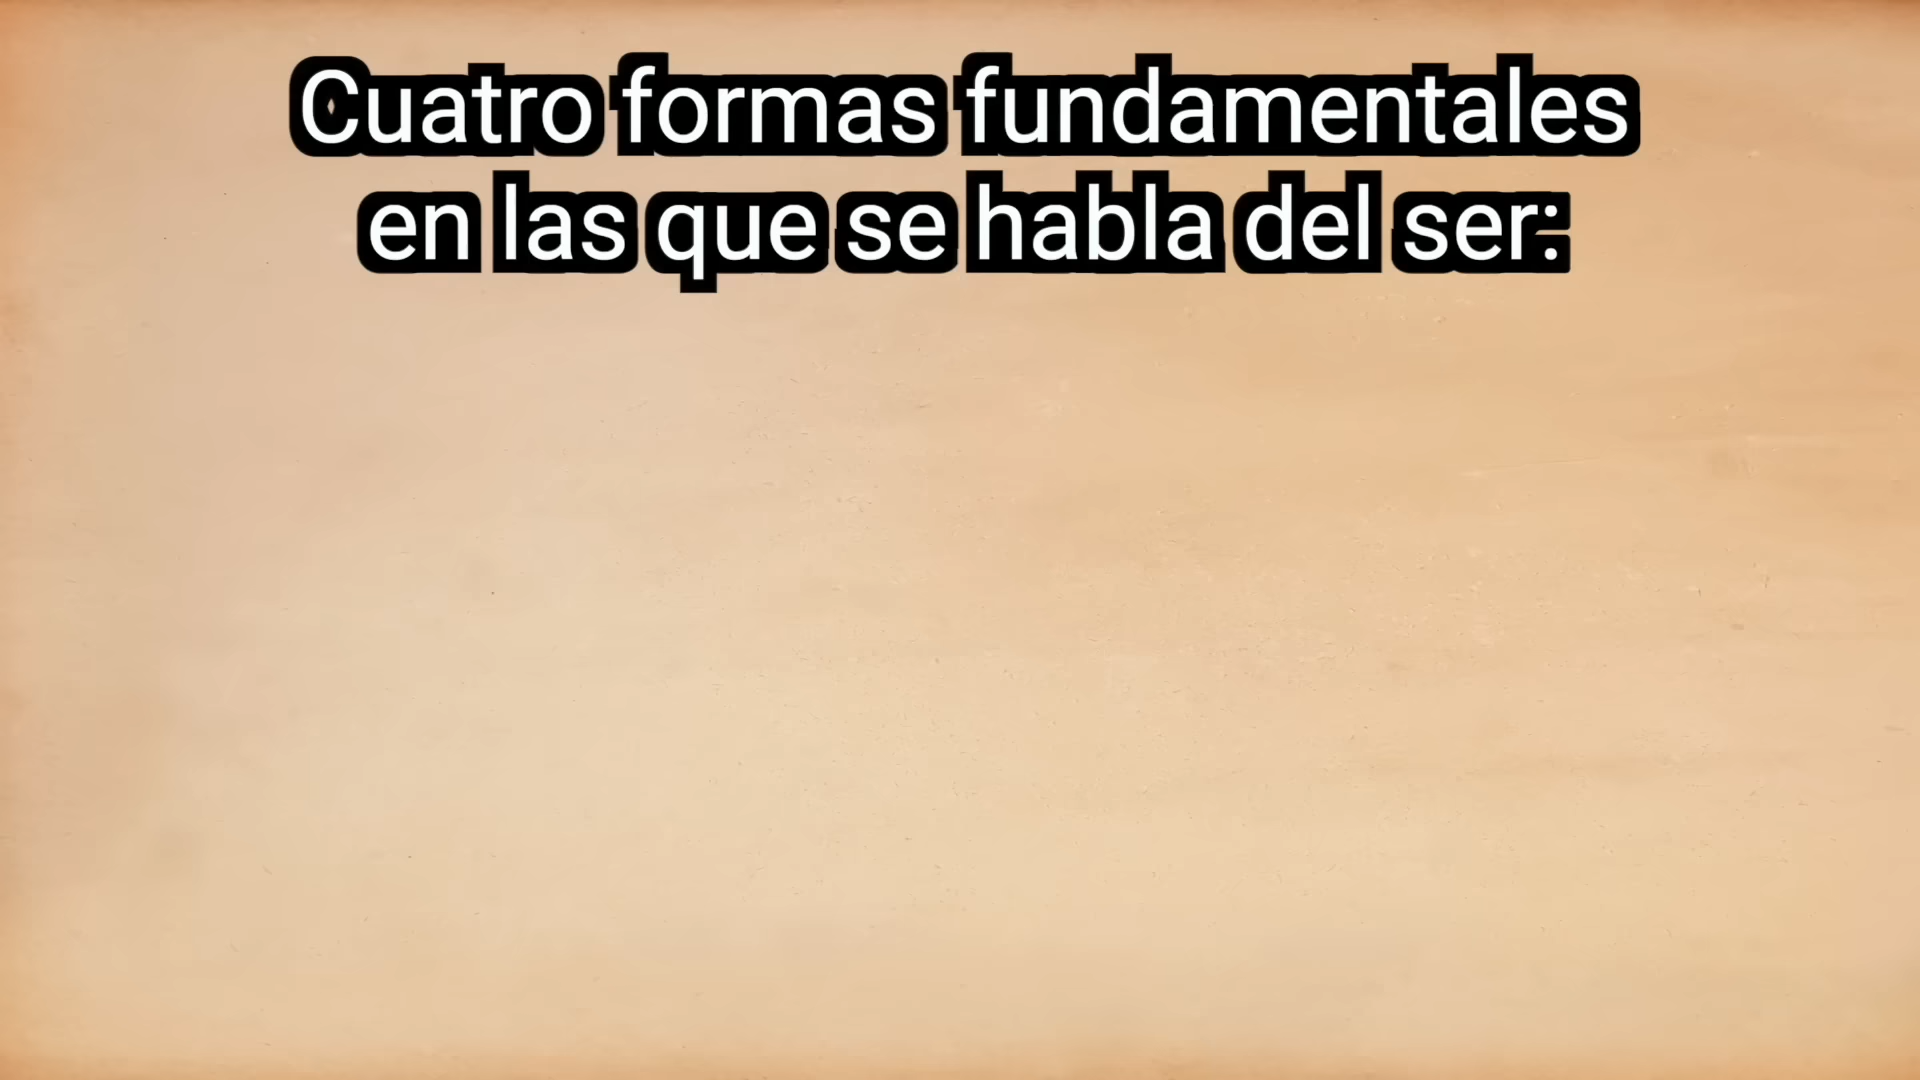 Cuatro formas fundamentales
en las que se habla del ser: